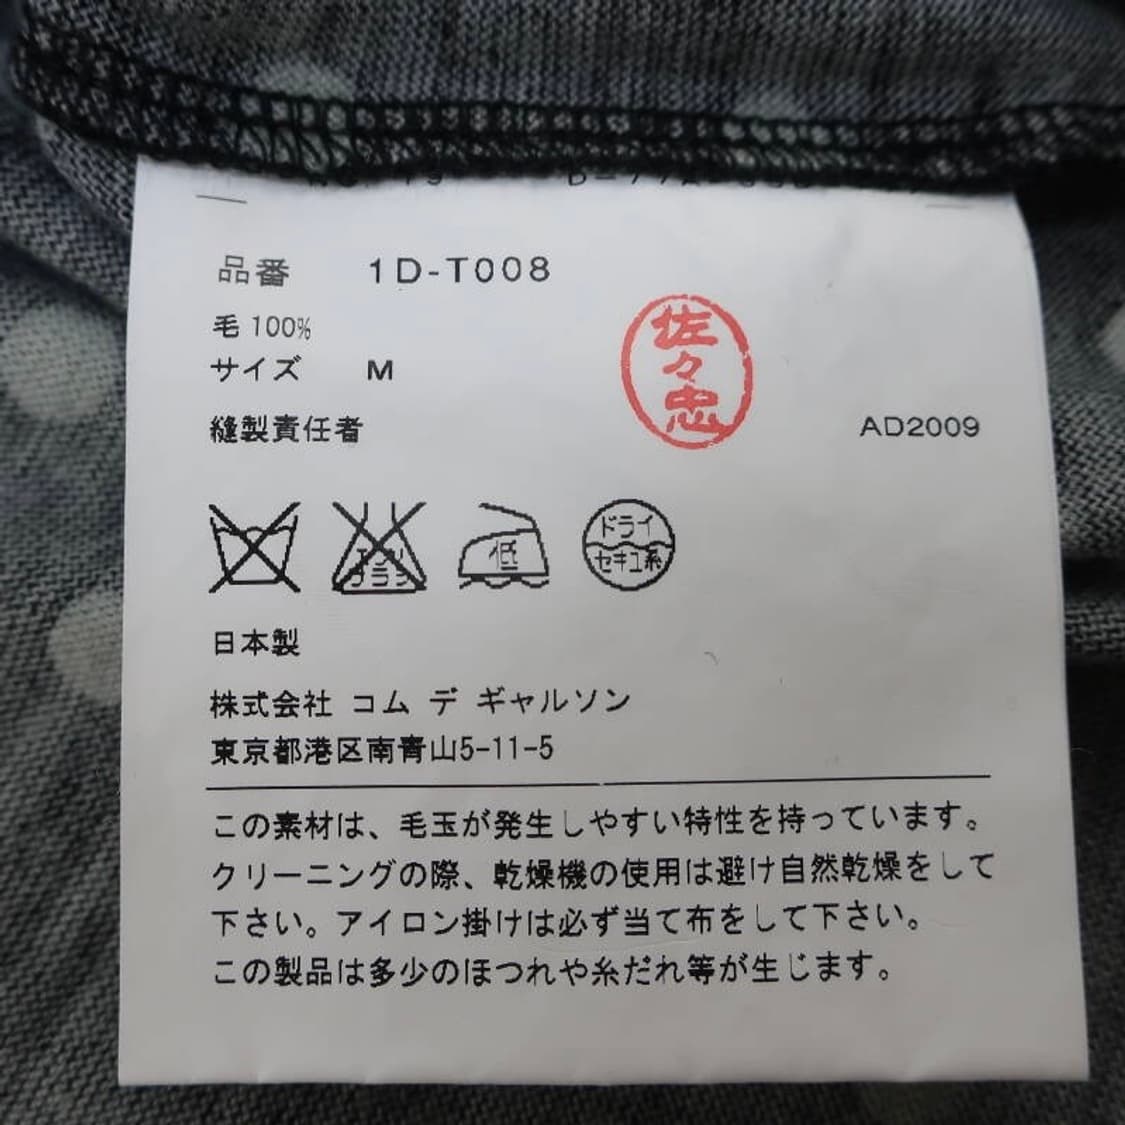 品番 1D-T008
毛 100%
サイズ M
佐々忠
縫製責任者
AD2009
エンソ
サラシ
低
ドライ
セキユ系
日本製
株式会社 コム デ ギャルソン
東京都港区南青山5-11-5
この素材は、毛玉が発生しやすい特性を持っています。
クリーニングの際、乾燥機の使用は避け自然乾燥をして
下さい。アイロン掛けは必ず当て布をして下さい。
この製品は多少のほつれや糸だれ等が生じます。